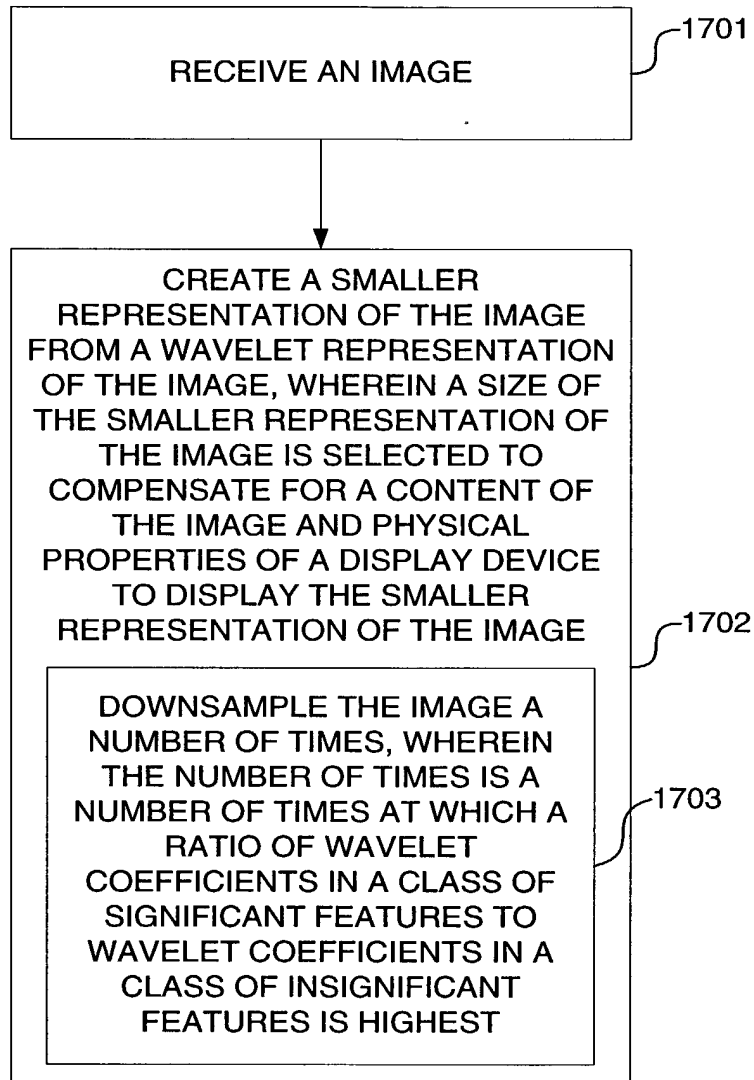 1701
RECEIVE AN IMAGE
CREATE A SMALLER
REPRESENTATION OF THE IMAGE
FROM A WAVELET REPRESENTATION
OF THE IMAGE, WHEREIN A SIZE OF
THE SMALLER REPRESENTATION OF
THE IMAGE IS SELECTED TO
COMPENSATE FOR A CONTENT OF
THE IMAGE AND PHYSICAL
PROPERTIES OF A DISPLAY DEVICE
TO DISPLAY THE SMALLER
REPRESENTATION OF THE IMAGE
1702
DOWNSAMPLE THE IMAGE A
NUMBER OF TIMES, WHEREIN
THE NUMBER OF TIMES IS A
NUMBER OF TIMES AT WHICH A
RATIO OF WAVELET
COEFFICIENTS IN A CLASS OF
SIGNIFICANT FEATURES TO
WAVELET COEFFICIENTS IN A
CLASS OF INSIGNIFICANT
FEATURES IS HIGHEST
1703